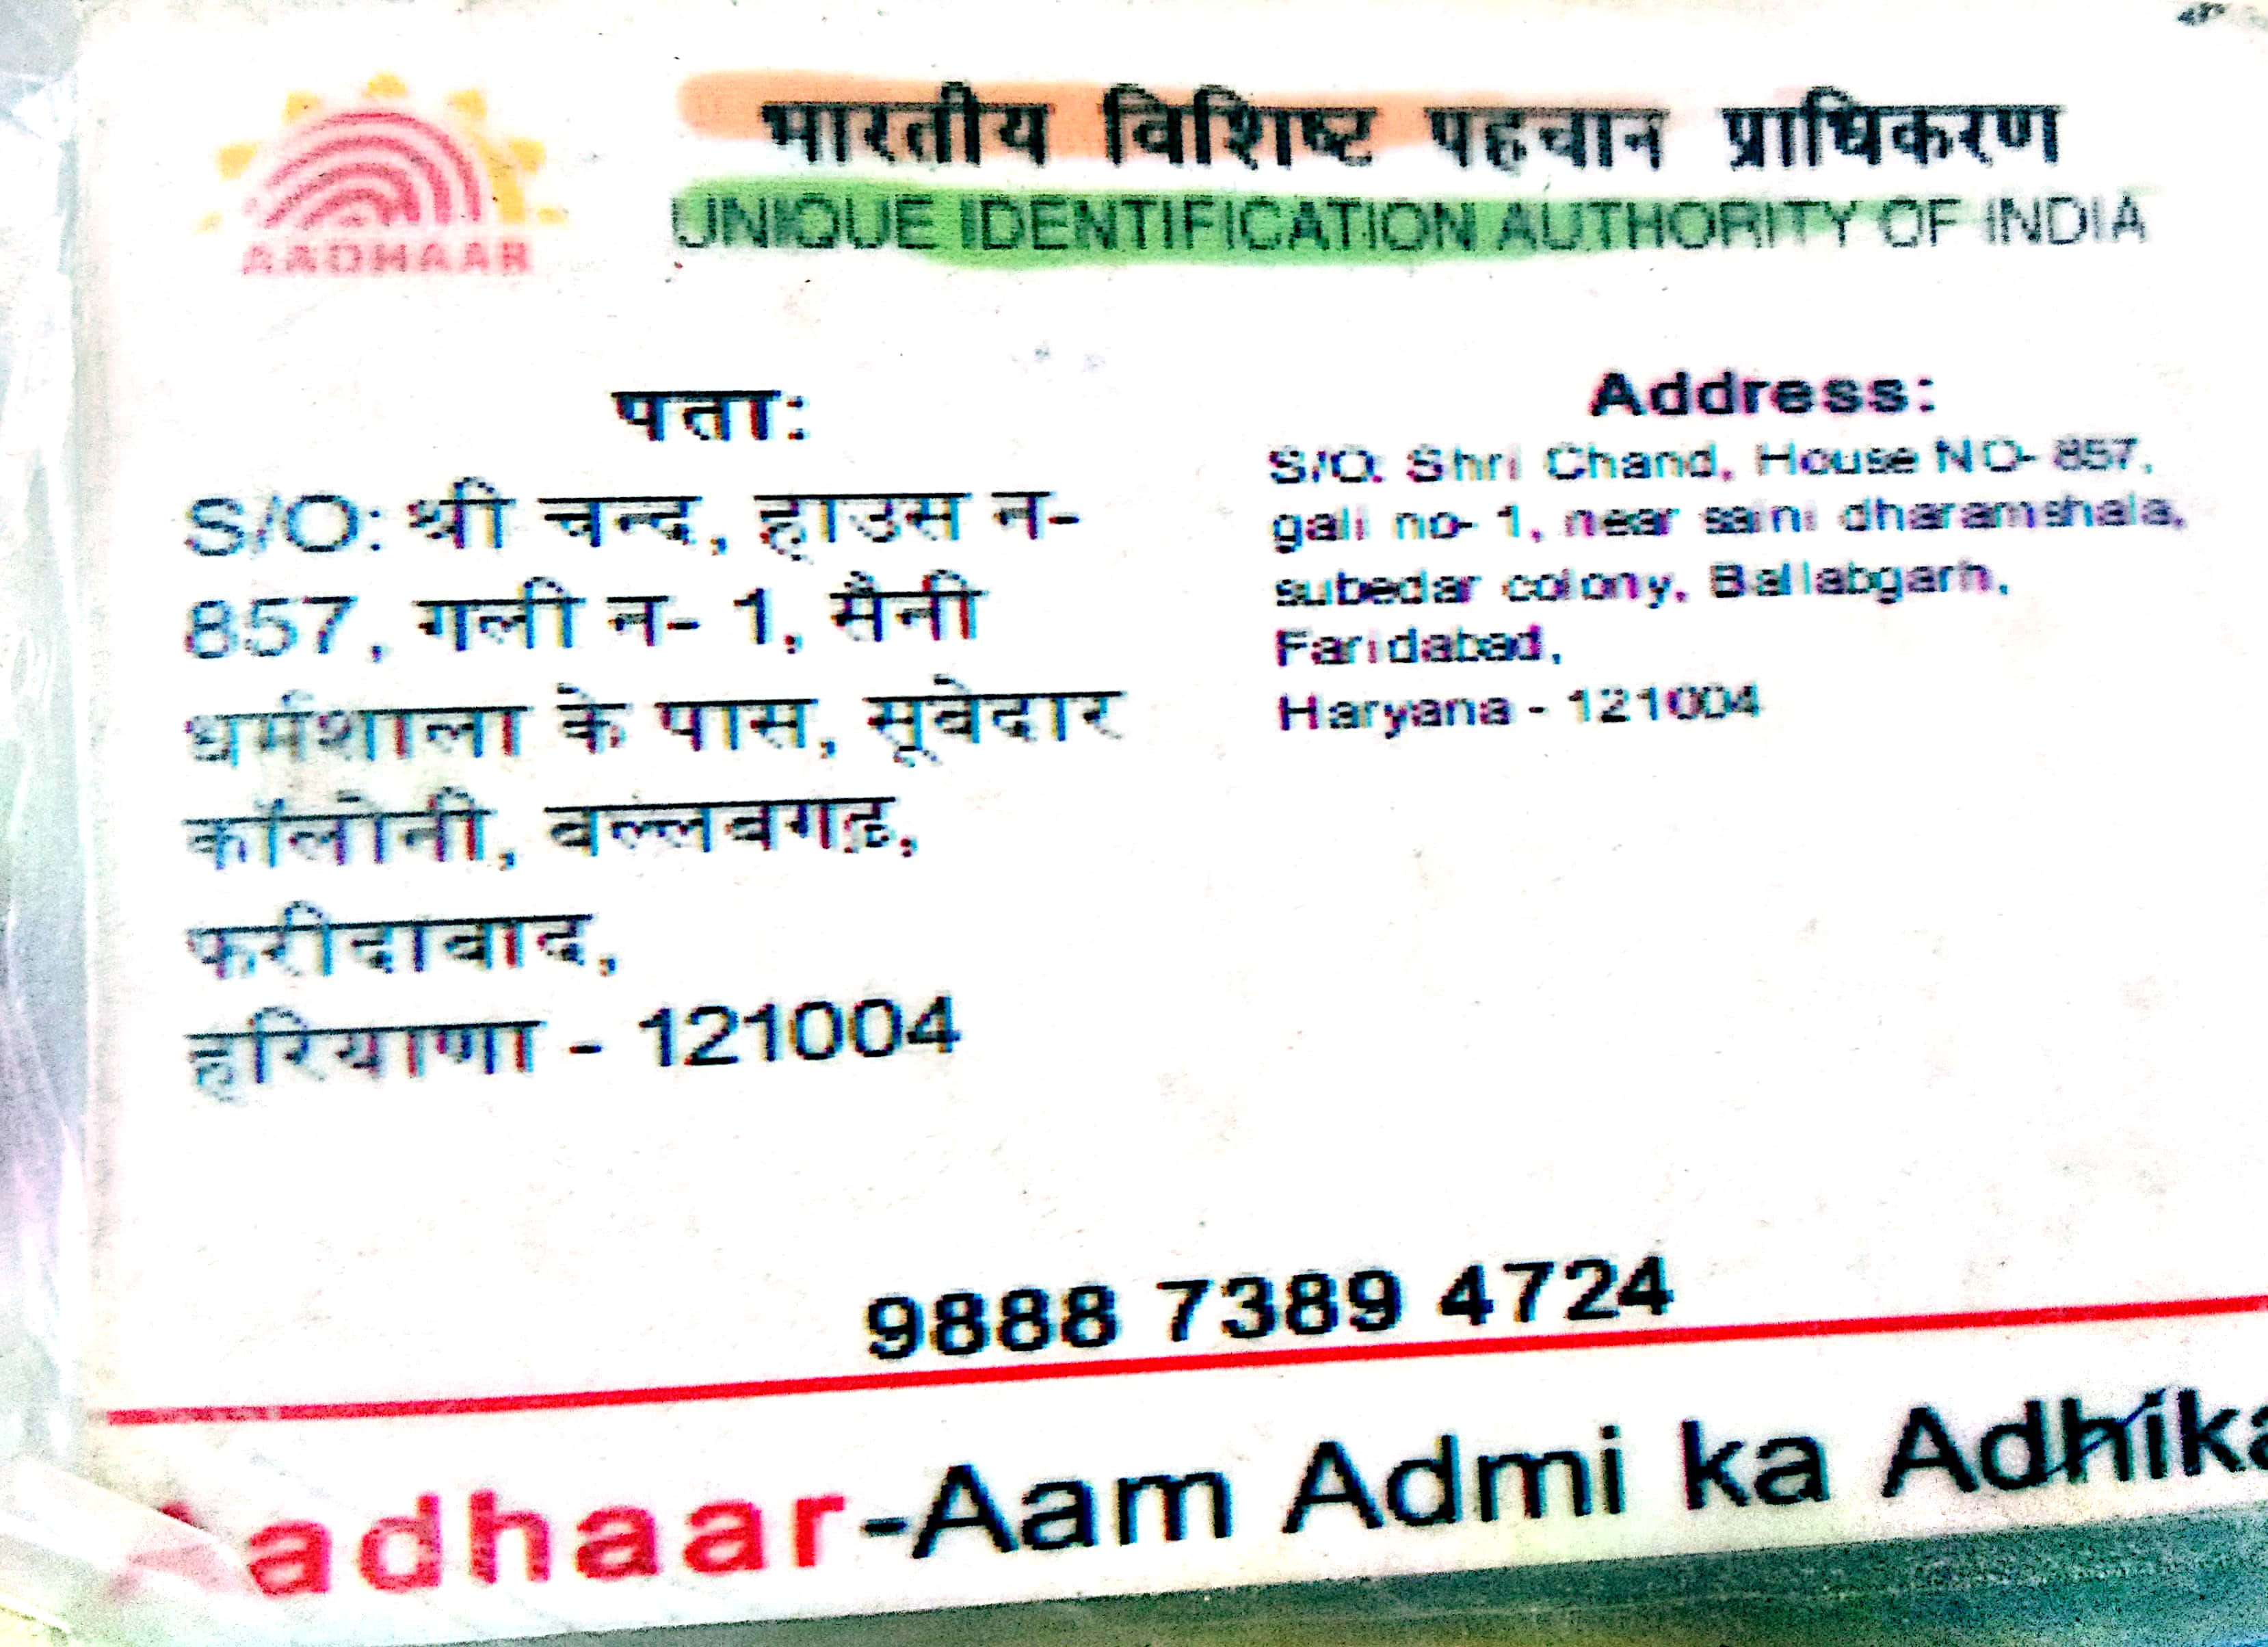 भारतीय विशिष्ट पहचान प्राधिकरण
UNIQUE IDENTIFICATION AUTHORITY OF INDIA
AADHAAR
पता:
S/O: श्री चन्द, हाउस न-
857, गली न- 1, सैनी
धर्मशाला के पास, सूबेदार
कॉलोनी, बल्लबगढ़,
फरीदाबाद,
हरियाणा - 121004
Address:
S/O: Shri Chand, House NO- 857,
gali no- 1, near saini dharamshala,
subedar colony, Ballabgarh,
Faridabad,
Haryana - 121004
9888 7389 4724
Aadhaar-Aam Admi ka Adhika